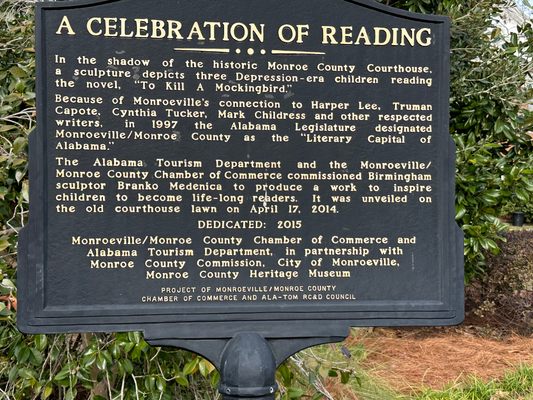 A CELEBRATION OF READING
In the shadow of the historic Monroe County Courthouse,
a sculpture depicts three Depression-era children reading
the novel, "To Kill A Mockingbird."
Because of Monroeville's connection to Harper Lee, Truman
Capote, Cynthia Tucker, Mark Childress and other respected
writers, in 1997 the Alabama Legislature designated
Monroeville/Monroe County as the "Literary Capital of
Alabama."
The Alabama Tourism Department and the Monroeville/
Monroe County Chamber of Commerce commissioned Birmingham
sculptor Branko Medenica to produce a work to inspire
children to become life-long readers. It was unveiled on
the old courthouse lawn on April 17, 2014.
DEDICATED: 2015
Monroeville/Monroe County Chamber of Commerce and
Alabama Tourism Department, in partnership with
Monroe County Commission, City of Monroeville,
Monroe County Heritage Museum
PROJECT OF MONROEVILLE/MONROE COUNTY
CHAMBER OF COMMERCE AND ALA-TOM RC&D COUNCIL